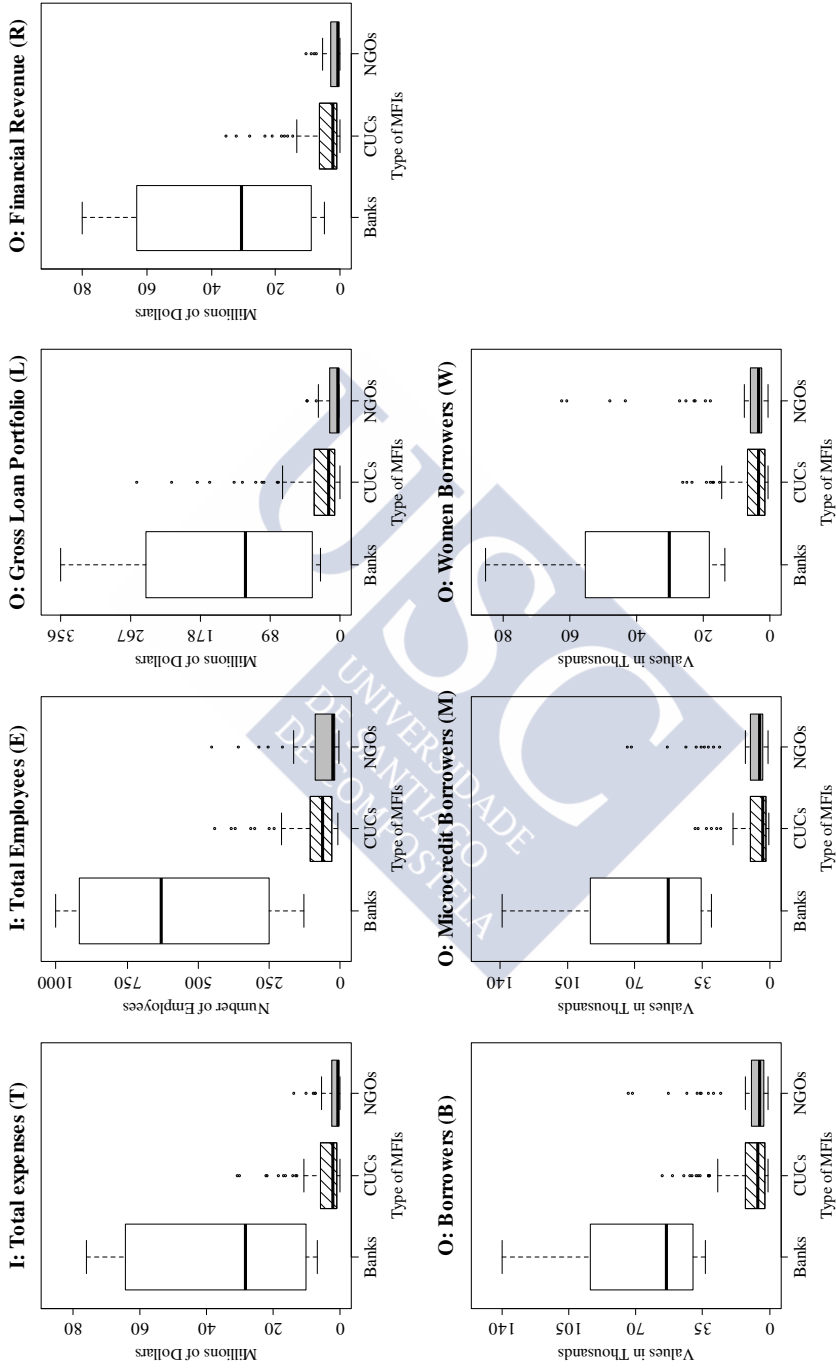 I: Total expenses (T)
Millions of Dollars
0
20
40
60
80
Banks
CUCs
NGOs
Type of MFIs
I: Total Employees (E)
Number of Employees
0
250
500
750
1000
Banks
CUCs
NGOs
Type of MFIs
O: Gross Loan Portfolio (L)
Millions of Dollars
0
89
178
267
356
Banks
CUCs
NGOs
Type of MFIs
O: Financial Revenue (R)
Millions of Dollars
0
20
40
60
80
Banks
CUCs
NGOs
Type of MFIs
O: Borrowers (B)
Values in Thousands
0
35
70
105
140
Banks
CUCs
NGOs
Type of MFIs
O: Microcredit Borrowers (M)
Values in Thousands
0
35
70
105
140
Banks
CUCs
NGOs
Type of MFIs
O: Women Borrowers (W)
Values in Thousands
0
20
40
60
80
Banks
CUCs
NGOs
Type of MFIs
USC
UNIVERSIDADE
DE SANTIAGO
DE COMPOSTELA